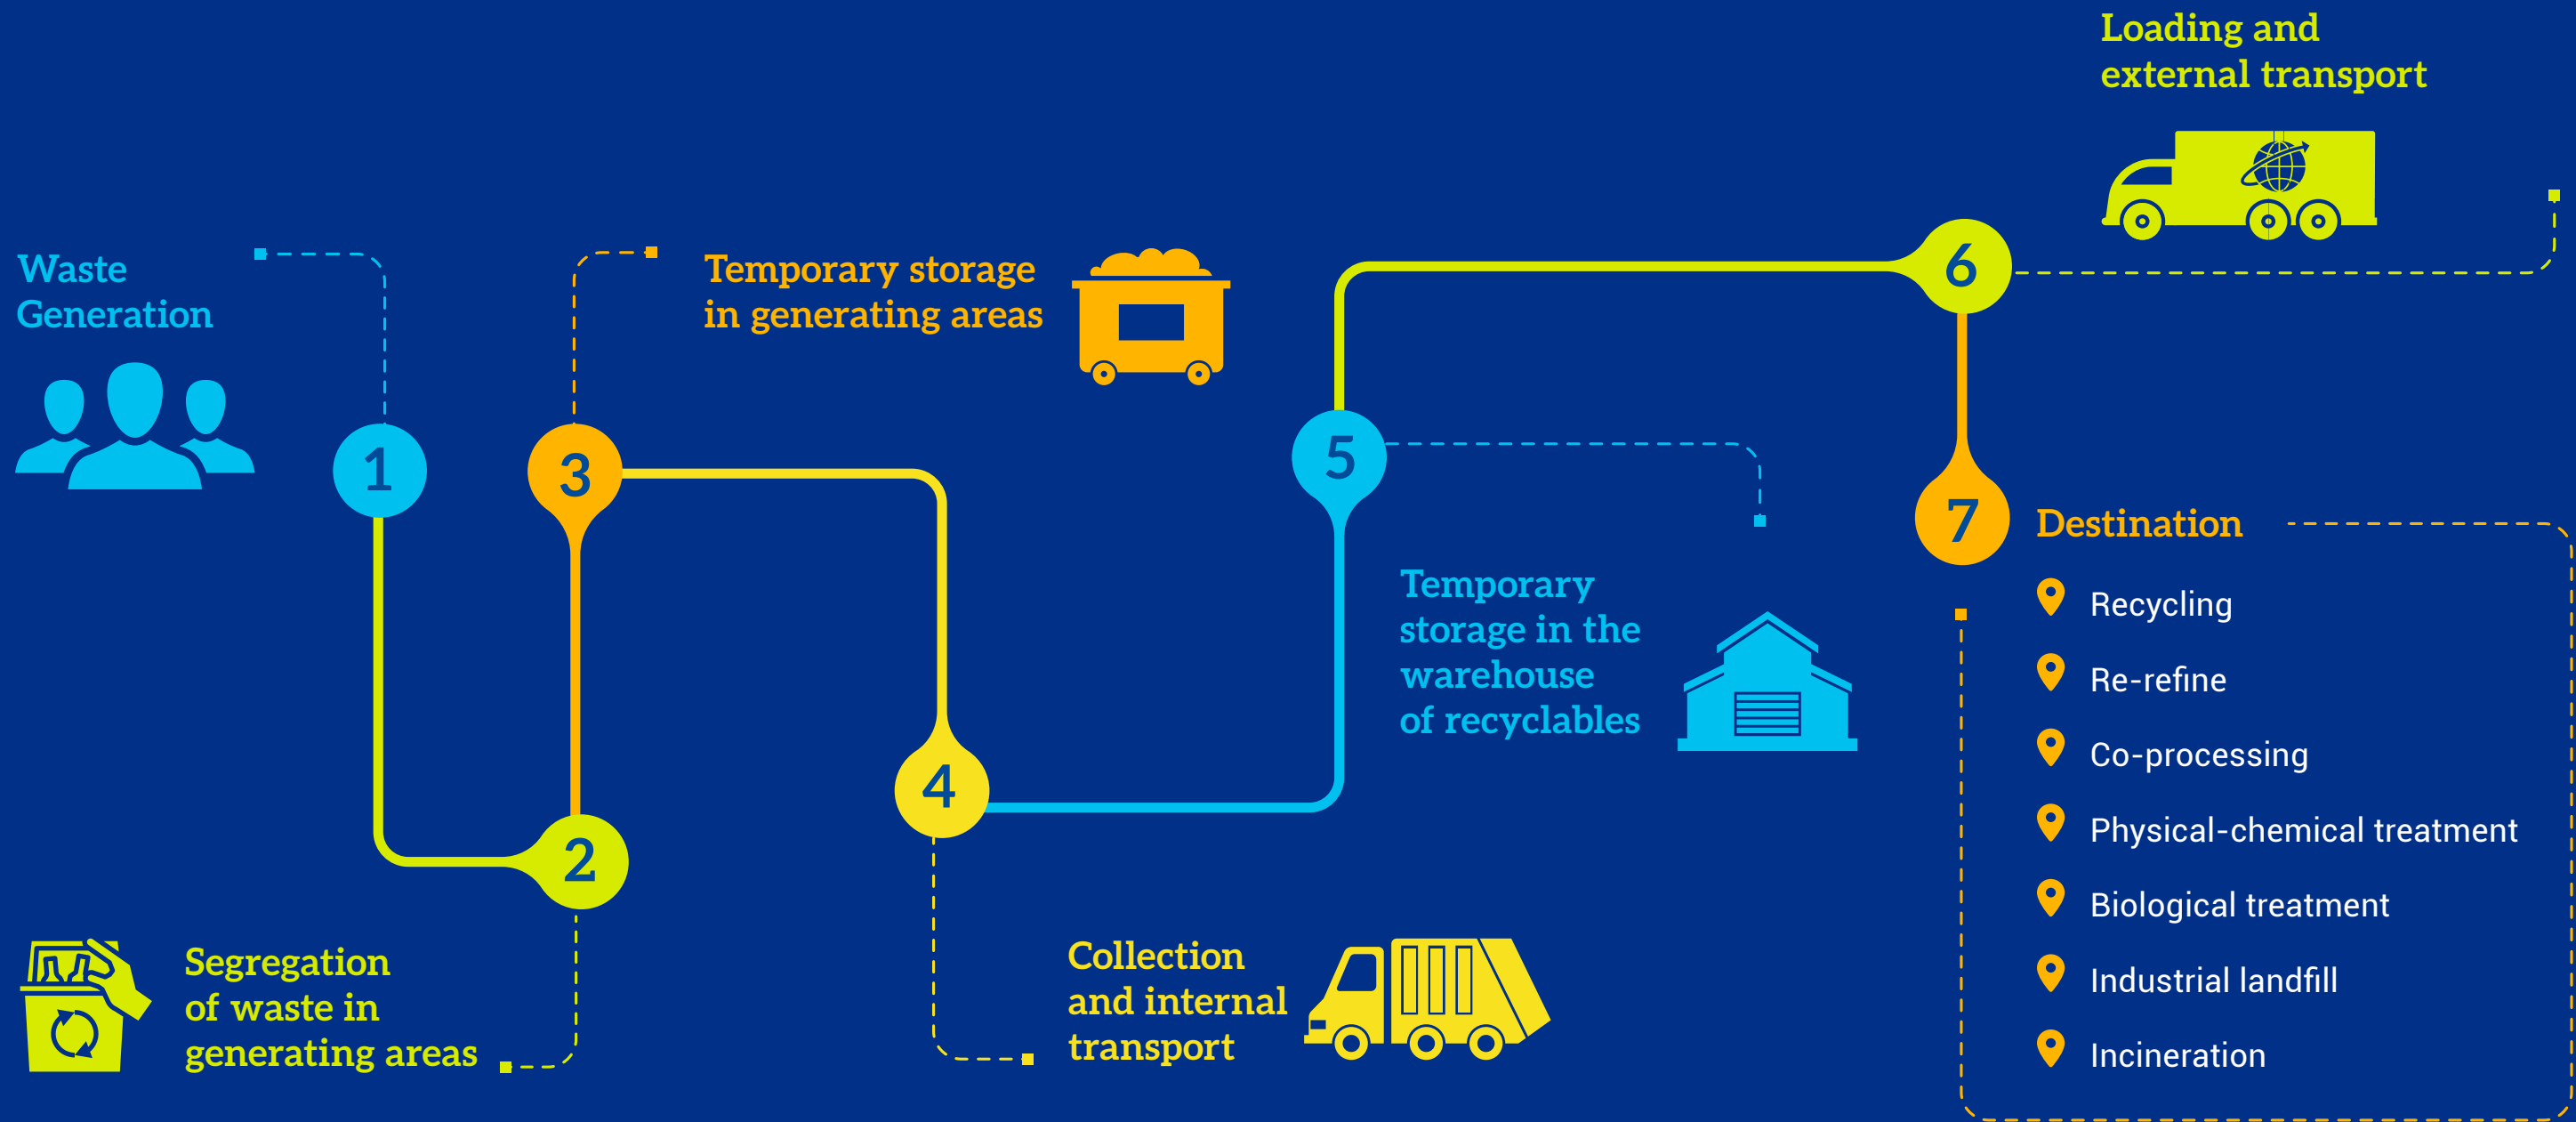 1
Waste
Generation
2
Segregation
of waste in
generating areas
3
Temporary storage
in generating areas
4
Collection
and internal
transport
5
Temporary
storage in the
warehouse
of recyclables
6
Loading and
external transport
7
Destination
Recycling
Re-refine
Co-processing
Physical-chemical treatment
Biological treatment
Industrial landfill
Incineration